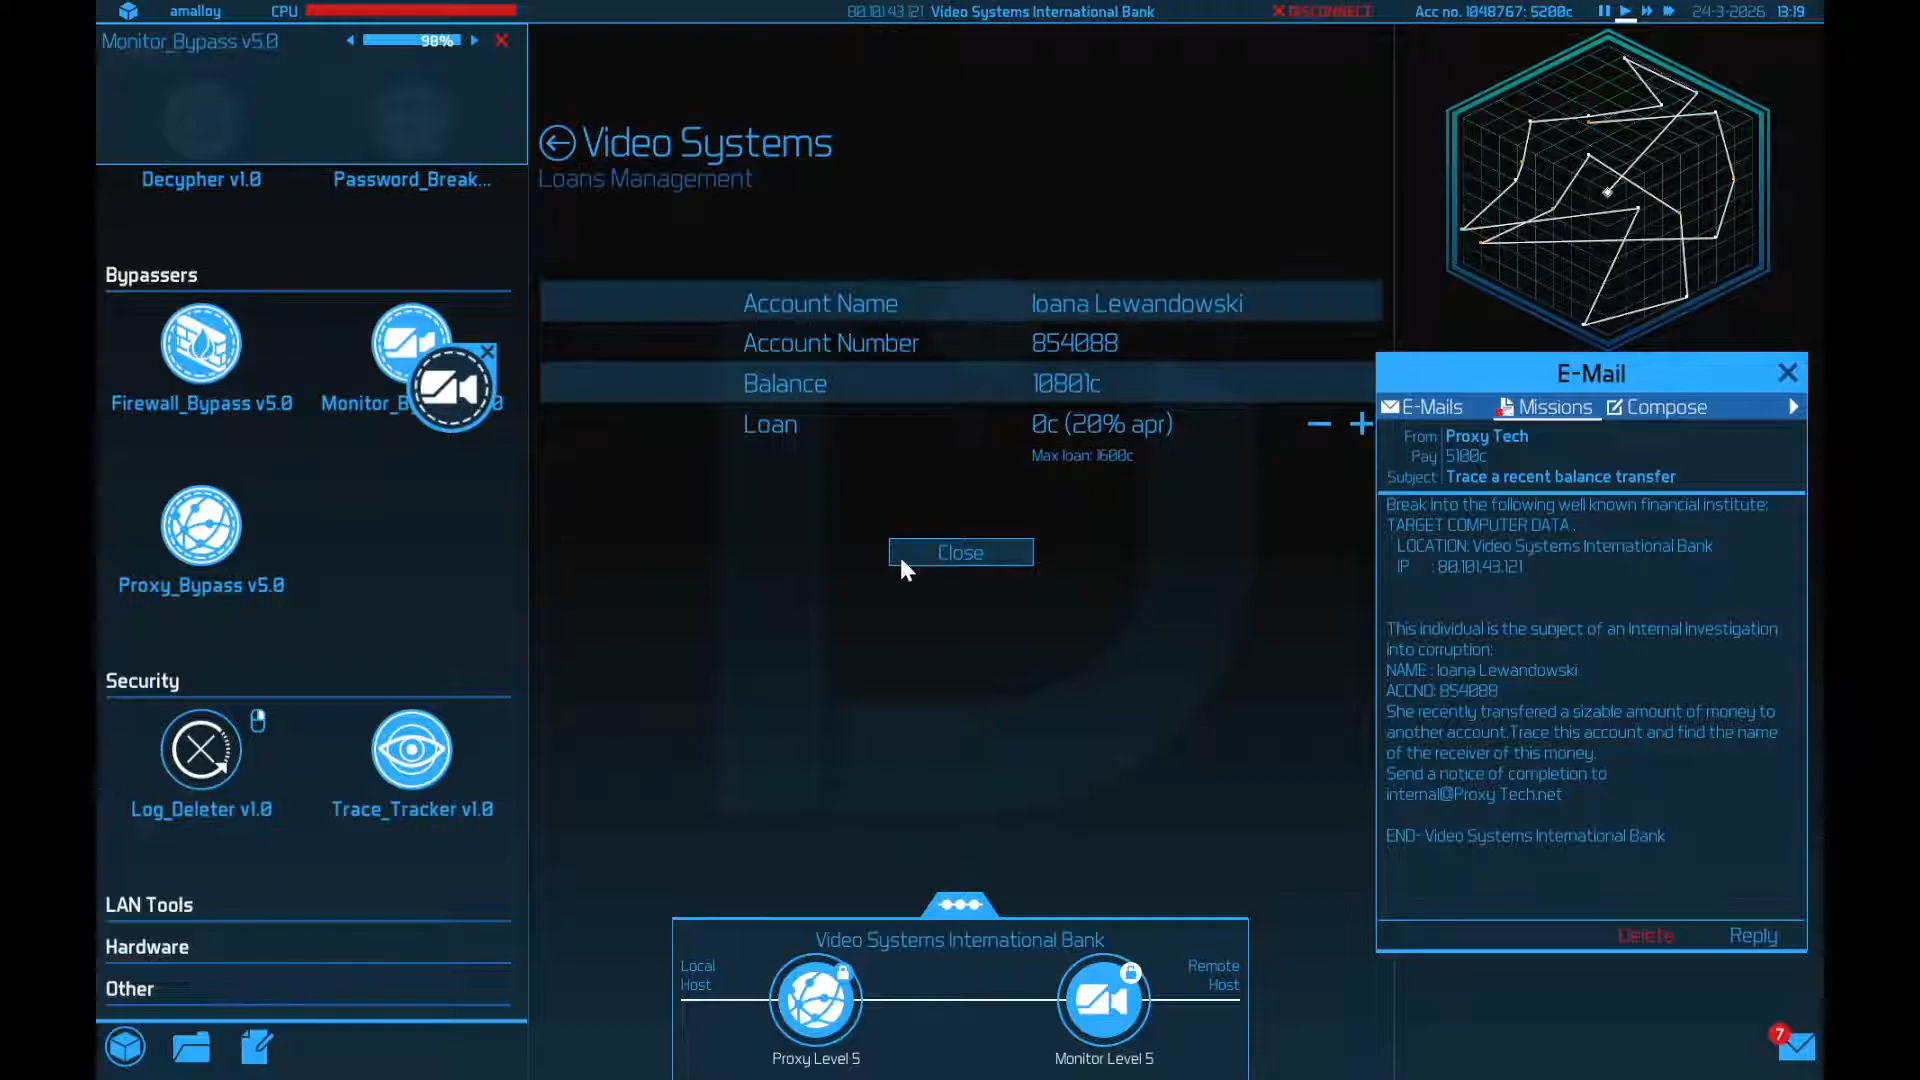 amalloy
CPU
80.101.43.121 Video Systems International Bank
DISCONNECT
Acc no. 1048767: 5200c
24-3-2026 13:19
Monitor_Bypass v5.0
98%
Decypher v1.0
Password_Break...
Bypassers
Firewall_Bypass v5.0
Proxy_Bypass v5.0
Security
Log_Deleter v1.0
Trace_Tracker v1.0
LAN Tools
Hardware
Other
Video Systems
Loans Management
Account Name Ioana Lewandowski
Account Number 854088
Balance 10801c
Loan 0c (20% apr)
Max loan: 1600c
Close
Video Systems International Bank
Local Host
Remote Host
Proxy Level 5
Monitor Level 5
E-Mail
E-Mails Missions Compose
From Proxy Tech
Pay 5100c
Subject Trace a recent balance transfer
Break into the following well known financial institute:
TARGET COMPUTER DATA .
LOCATION: Video Systems International Bank
IP : 80.101.43.121
This individual is the subject of an internal investigation
into corruption:
NAME : Ioana Lewandowski
ACCNO: 854088
She recently transfered a sizable amount of money to
another account.Trace this account and find the name
of the receiver of this money.
Send a notice of completion to
internal@Proxy Tech.net
END- Video Systems International Bank
Delete Reply
7